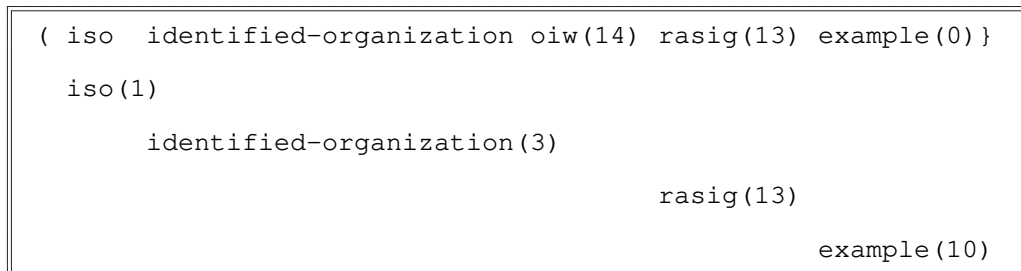 ( iso identified-organization oiw(14) rasig(13) example(0)}
iso(1)
identified-organization(3)
rasig(13)
example(10)